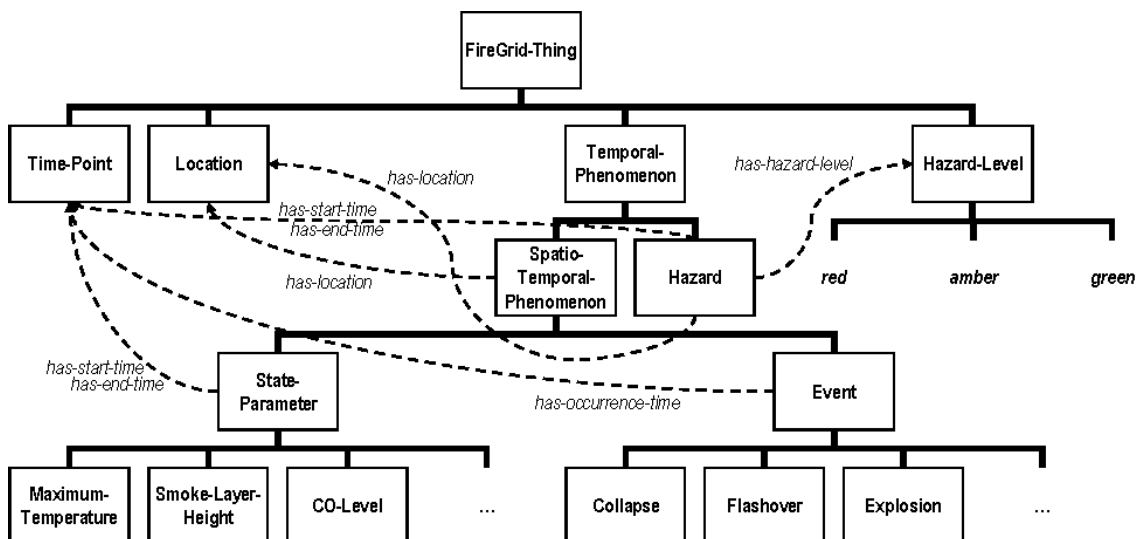 FireGrid-Thing
Time-Point
Location
Temporal-
Phenomenon
Hazard-Level
has-location
has-hazard-level
has-start-time
has-end-time
Spatio-
Temporal-
Phenomenon
Hazard
has-location
red
amber
green
has-start-time
has-end-time
State-
Parameter
has-occurrence-time
Event
Maximum-
Temperature
Smoke-Layer-
Height
CO-Level
...
Collapse
Flashover
Explosion
...